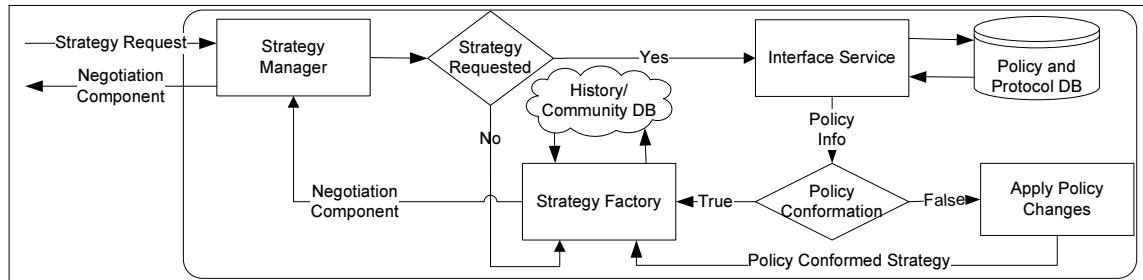 Strategy Request
Negotiation
Component
Strategy
Manager
Strategy
Requested
Yes
Interface Service
Policy and
Protocol DB
History/
Community DB
No
Policy
Info
Negotiation
Component
Strategy Factory
True
Policy
Conformation
False
Apply Policy
Changes
Policy Conformed Strategy